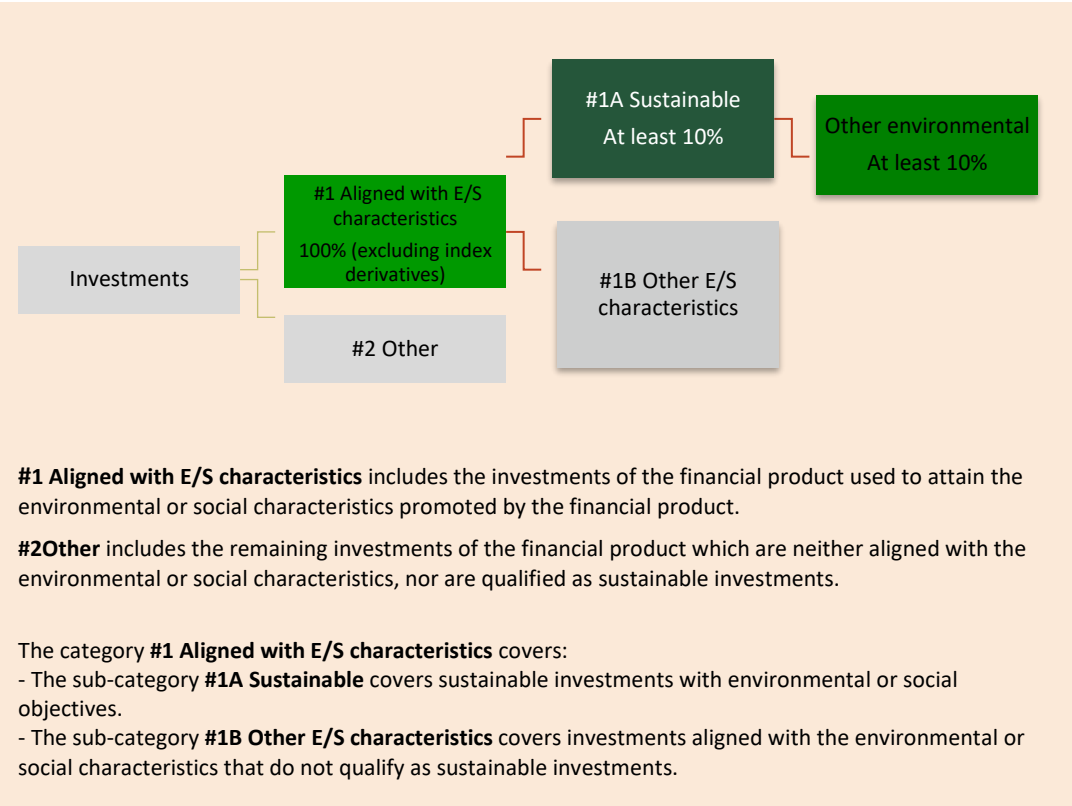 #1A Sustainable
At least 10%
Other environmental
At least 10%
#1 Aligned with E/S
characteristics
100% (excluding index
derivatives)
Investments
#1B Other E/S
characteristics
#2 Other
#1 Aligned with E/S characteristics includes the investments of the financial product used to attain the
environmental or social characteristics promoted by the financial product.
#2Other includes the remaining investments of the financial product which are neither aligned with the
environmental or social characteristics, nor are qualified as sustainable investments.
The category #1 Aligned with E/S characteristics covers:
- The sub-category #1A Sustainable covers sustainable investments with environmental or social
objectives.
- The sub-category #1B Other E/S characteristics covers investments aligned with the environmental or
social characteristics that do not qualify as sustainable investments.